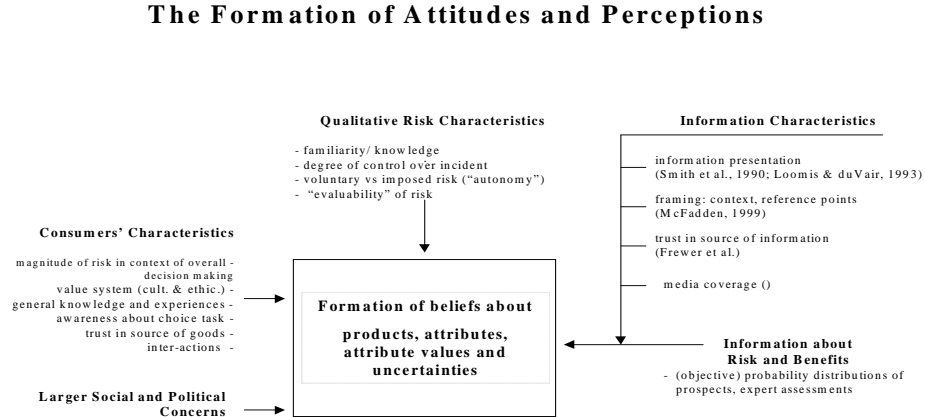 The Formation of Attitudes and Perceptions
Qualitative Risk Characteristics
- familiarity/ knowledge
- degree of control over incident
- voluntary vs imposed risk (“autonomy”)
- “evaluability” of risk
Information Characteristics
information presentation
(Smith et al., 1990; Loomis & duVair, 1993)
framing: context, reference points
(McFadden, 1999)
trust in source of information
(Frewer et al.)
media coverage ()
Consumers’ Characteristics
magnitude of risk in context of overall -
decision making
value system (cult. & ethic.) -
general knowledge and experiences -
awareness about choice task -
trust in source of goods -
inter-actions -
Formation of beliefs about
products, attributes,
attribute values and
uncertainties
Information about
Risk and Benefits
- (objective) probability distributions of
prospects, expert assessments
Larger Social and Political
Concerns